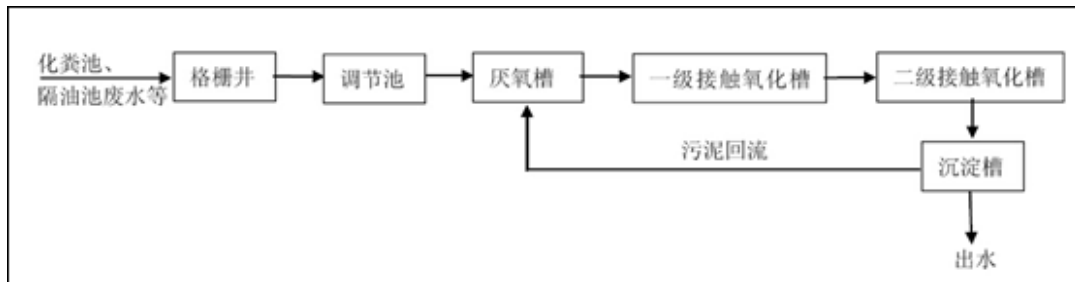 化粪池、
隔油池废水等
格栅井
调节池
厌氧槽
一级接触氧化槽
二级接触氧化槽
污泥回流
沉淀槽
出水